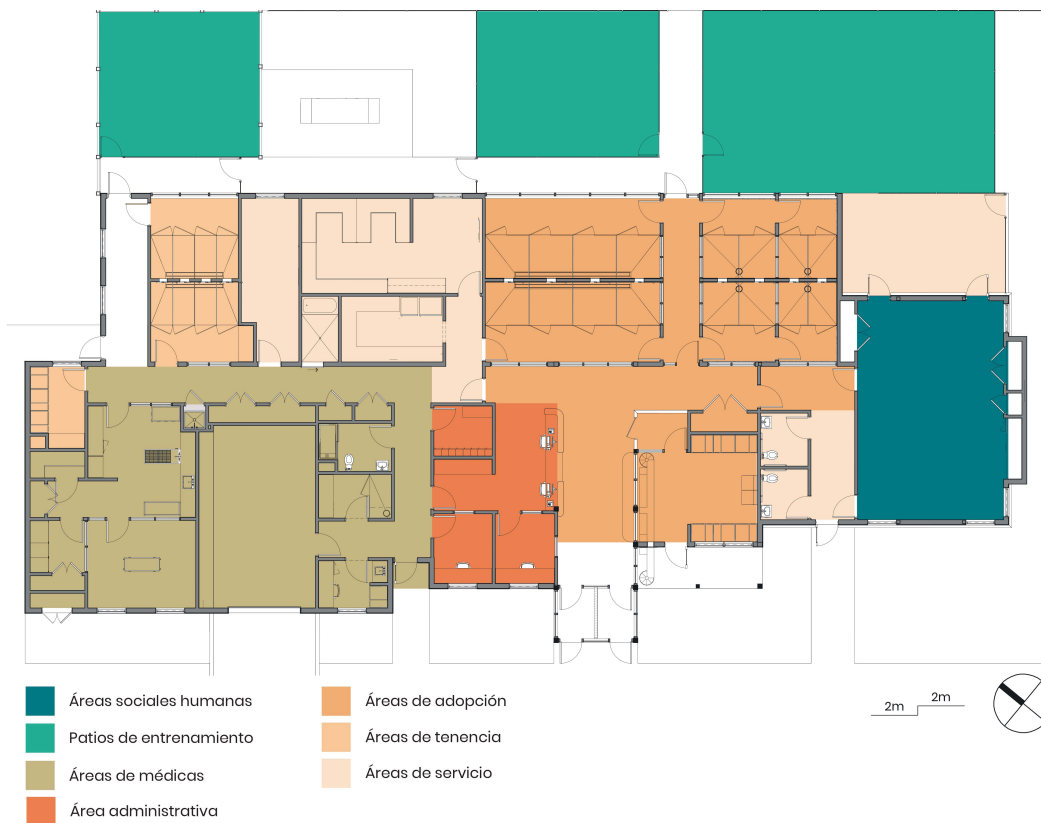 2m
2m
Áreas sociales humanas
Patios de entrenamiento
Áreas de médicas
Área administrativa
Áreas de adopción
Áreas de tenencia
Áreas de servicio